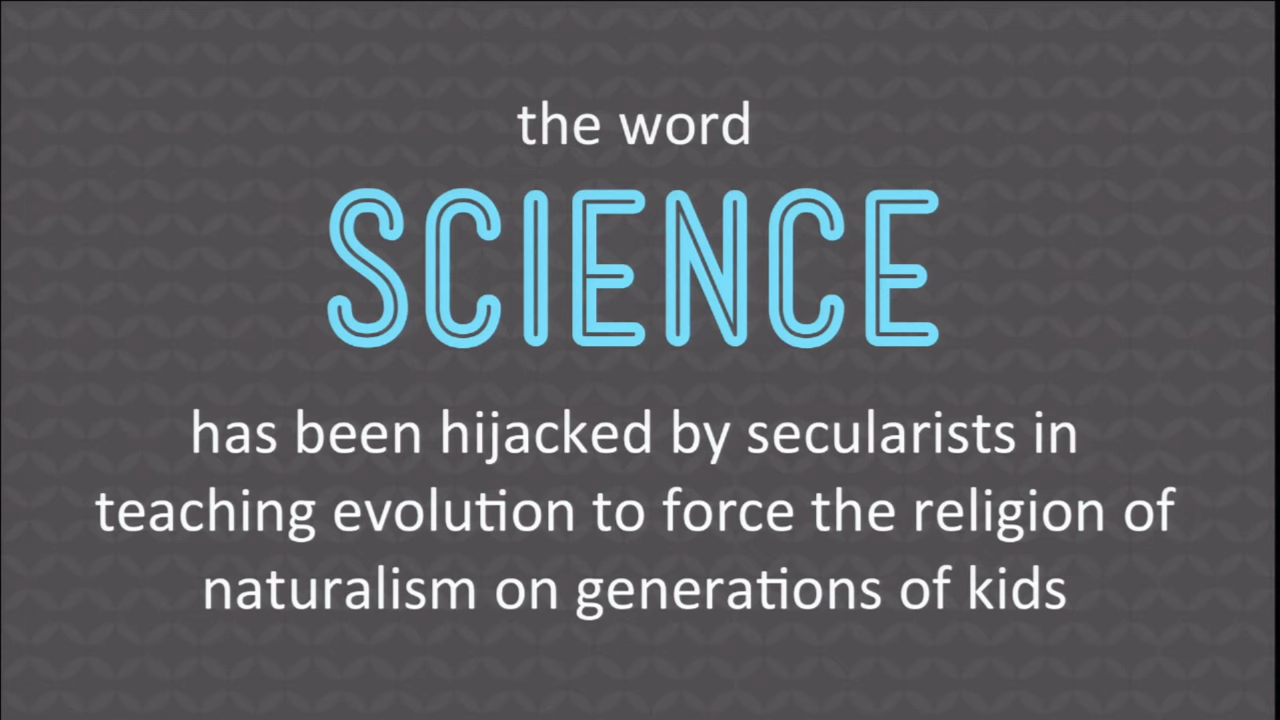 the word
SCIENCE
has been hijacked by secularists in
teaching evolution to force the religion of
naturalism on generations of kids